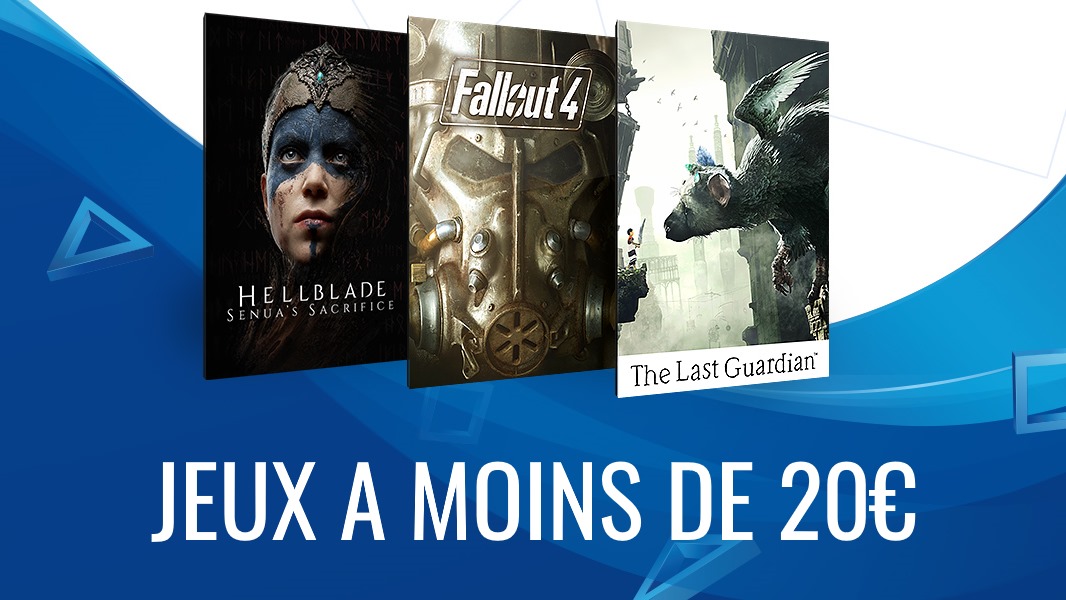 HELLBLADE
SENUA'S SACRIFICE
Fallout 4
The Last Guardian™
JEUX A MOINS DE 20€